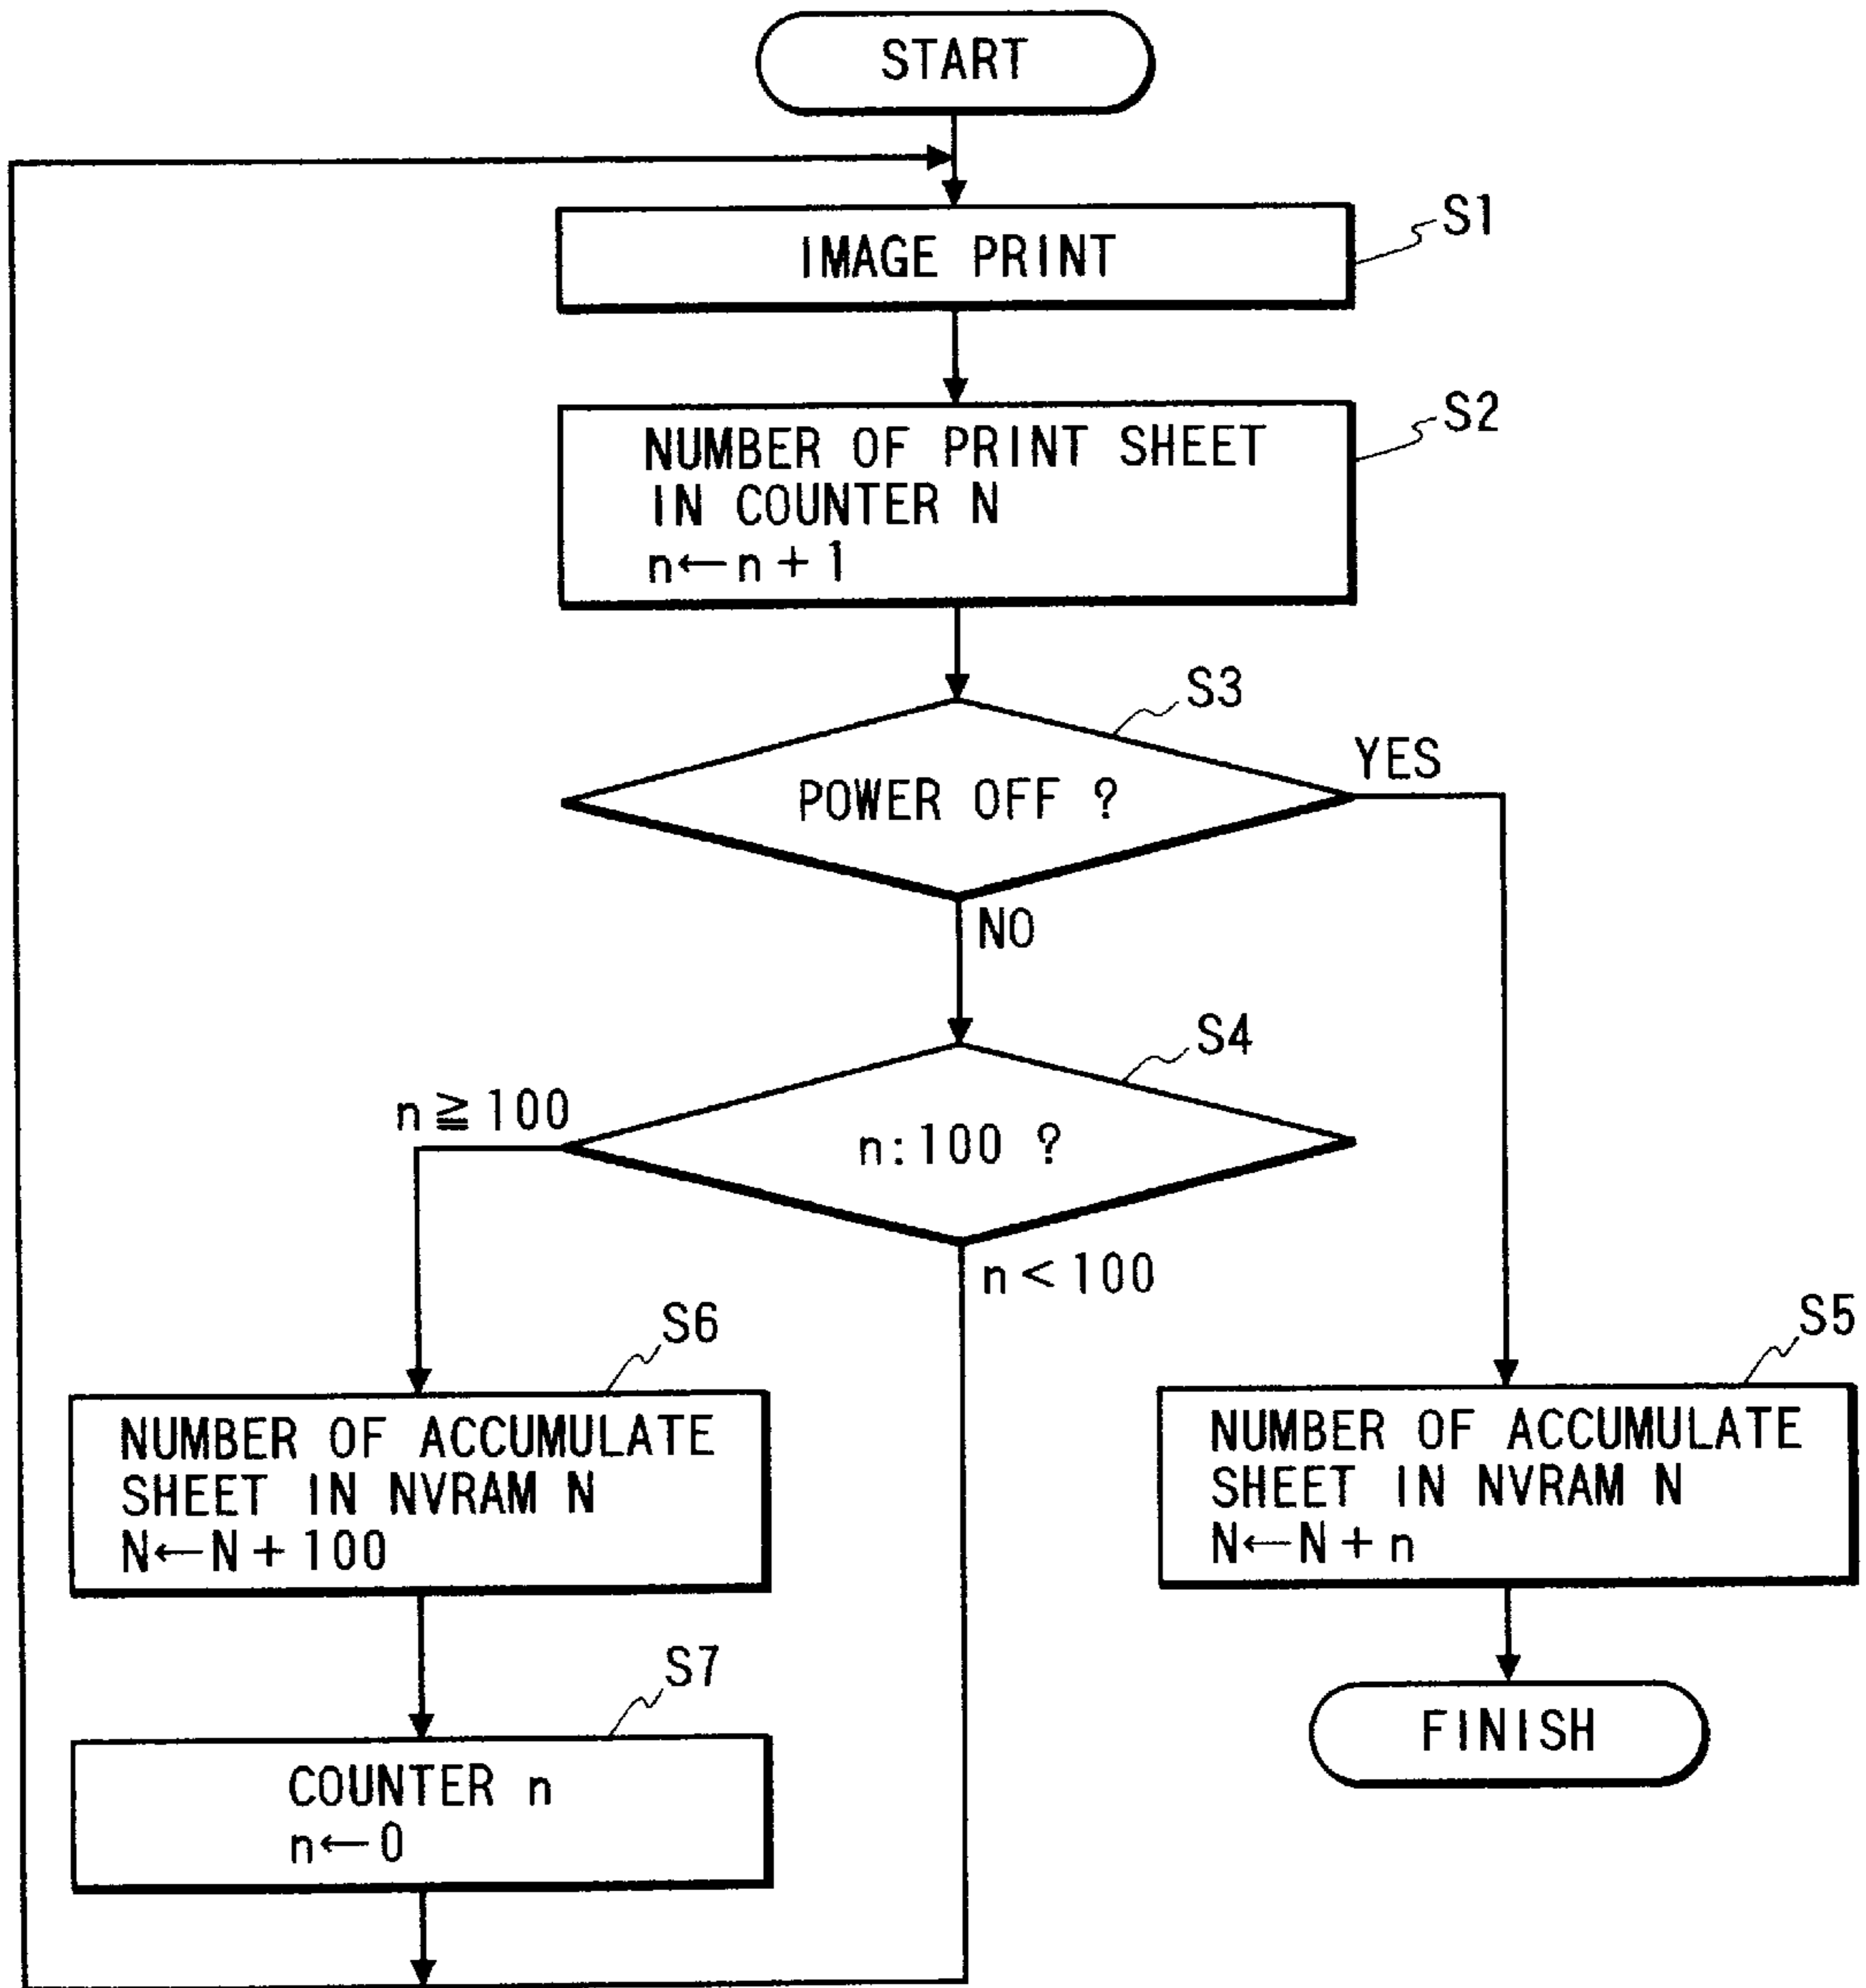 START
IMAGE PRINT
S1
NUMBER OF PRINT SHEET
IN COUNTER N
n←n+1
S2
POWER OFF ?
S3
YES
NO
n:100 ?
S4
n≧100
n<100
NUMBER OF ACCUMULATE
SHEET IN NVRAM N
N←N+100
S6
NUMBER OF ACCUMULATE
SHEET IN NVRAM N
N←N+n
S5
COUNTER n
n←0
S7
FINISH